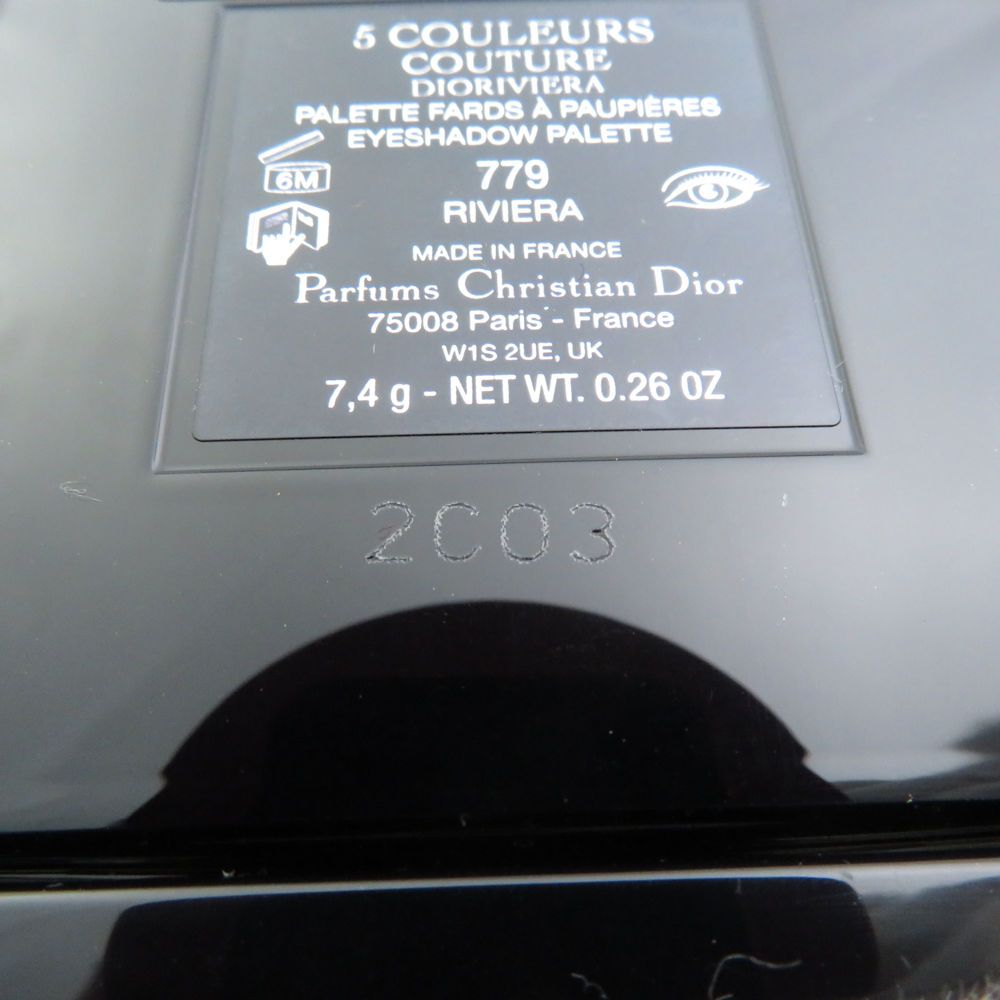 5 COULEURS
COUTURE
DIORIVIERA
PALETTE FARDS À PAUPIÈRES
EYESHADOW PALETTE
6M
779
RIVIERA
MADE IN FRANCE
Parfums Christian Dior
75008 Paris - France
W1S 2UE, UK
7,4 g - NET WT. 0.26 OZ
2C03